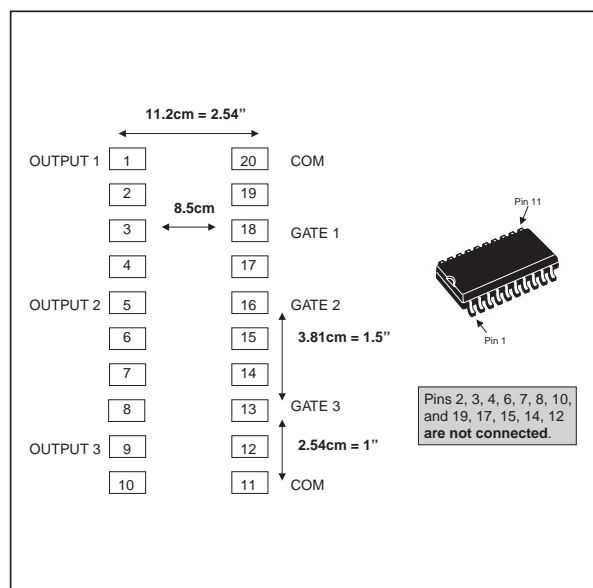 11.2cm = 2.54”
OUTPUT 1 1 20 COM
2 19
8.5cm
3 18 GATE 1
4 17
OUTPUT 2 5 16 GATE 2
6 15 3.81cm = 1.5”
7 14
8 13 GATE 3
OUTPUT 3 9 12 2.54cm = 1”
10 11 COM
Pin 11
Pin 1
Pins 2, 3, 4, 6, 7, 8, 10,
and 19, 17, 15, 14, 12
are not connected.